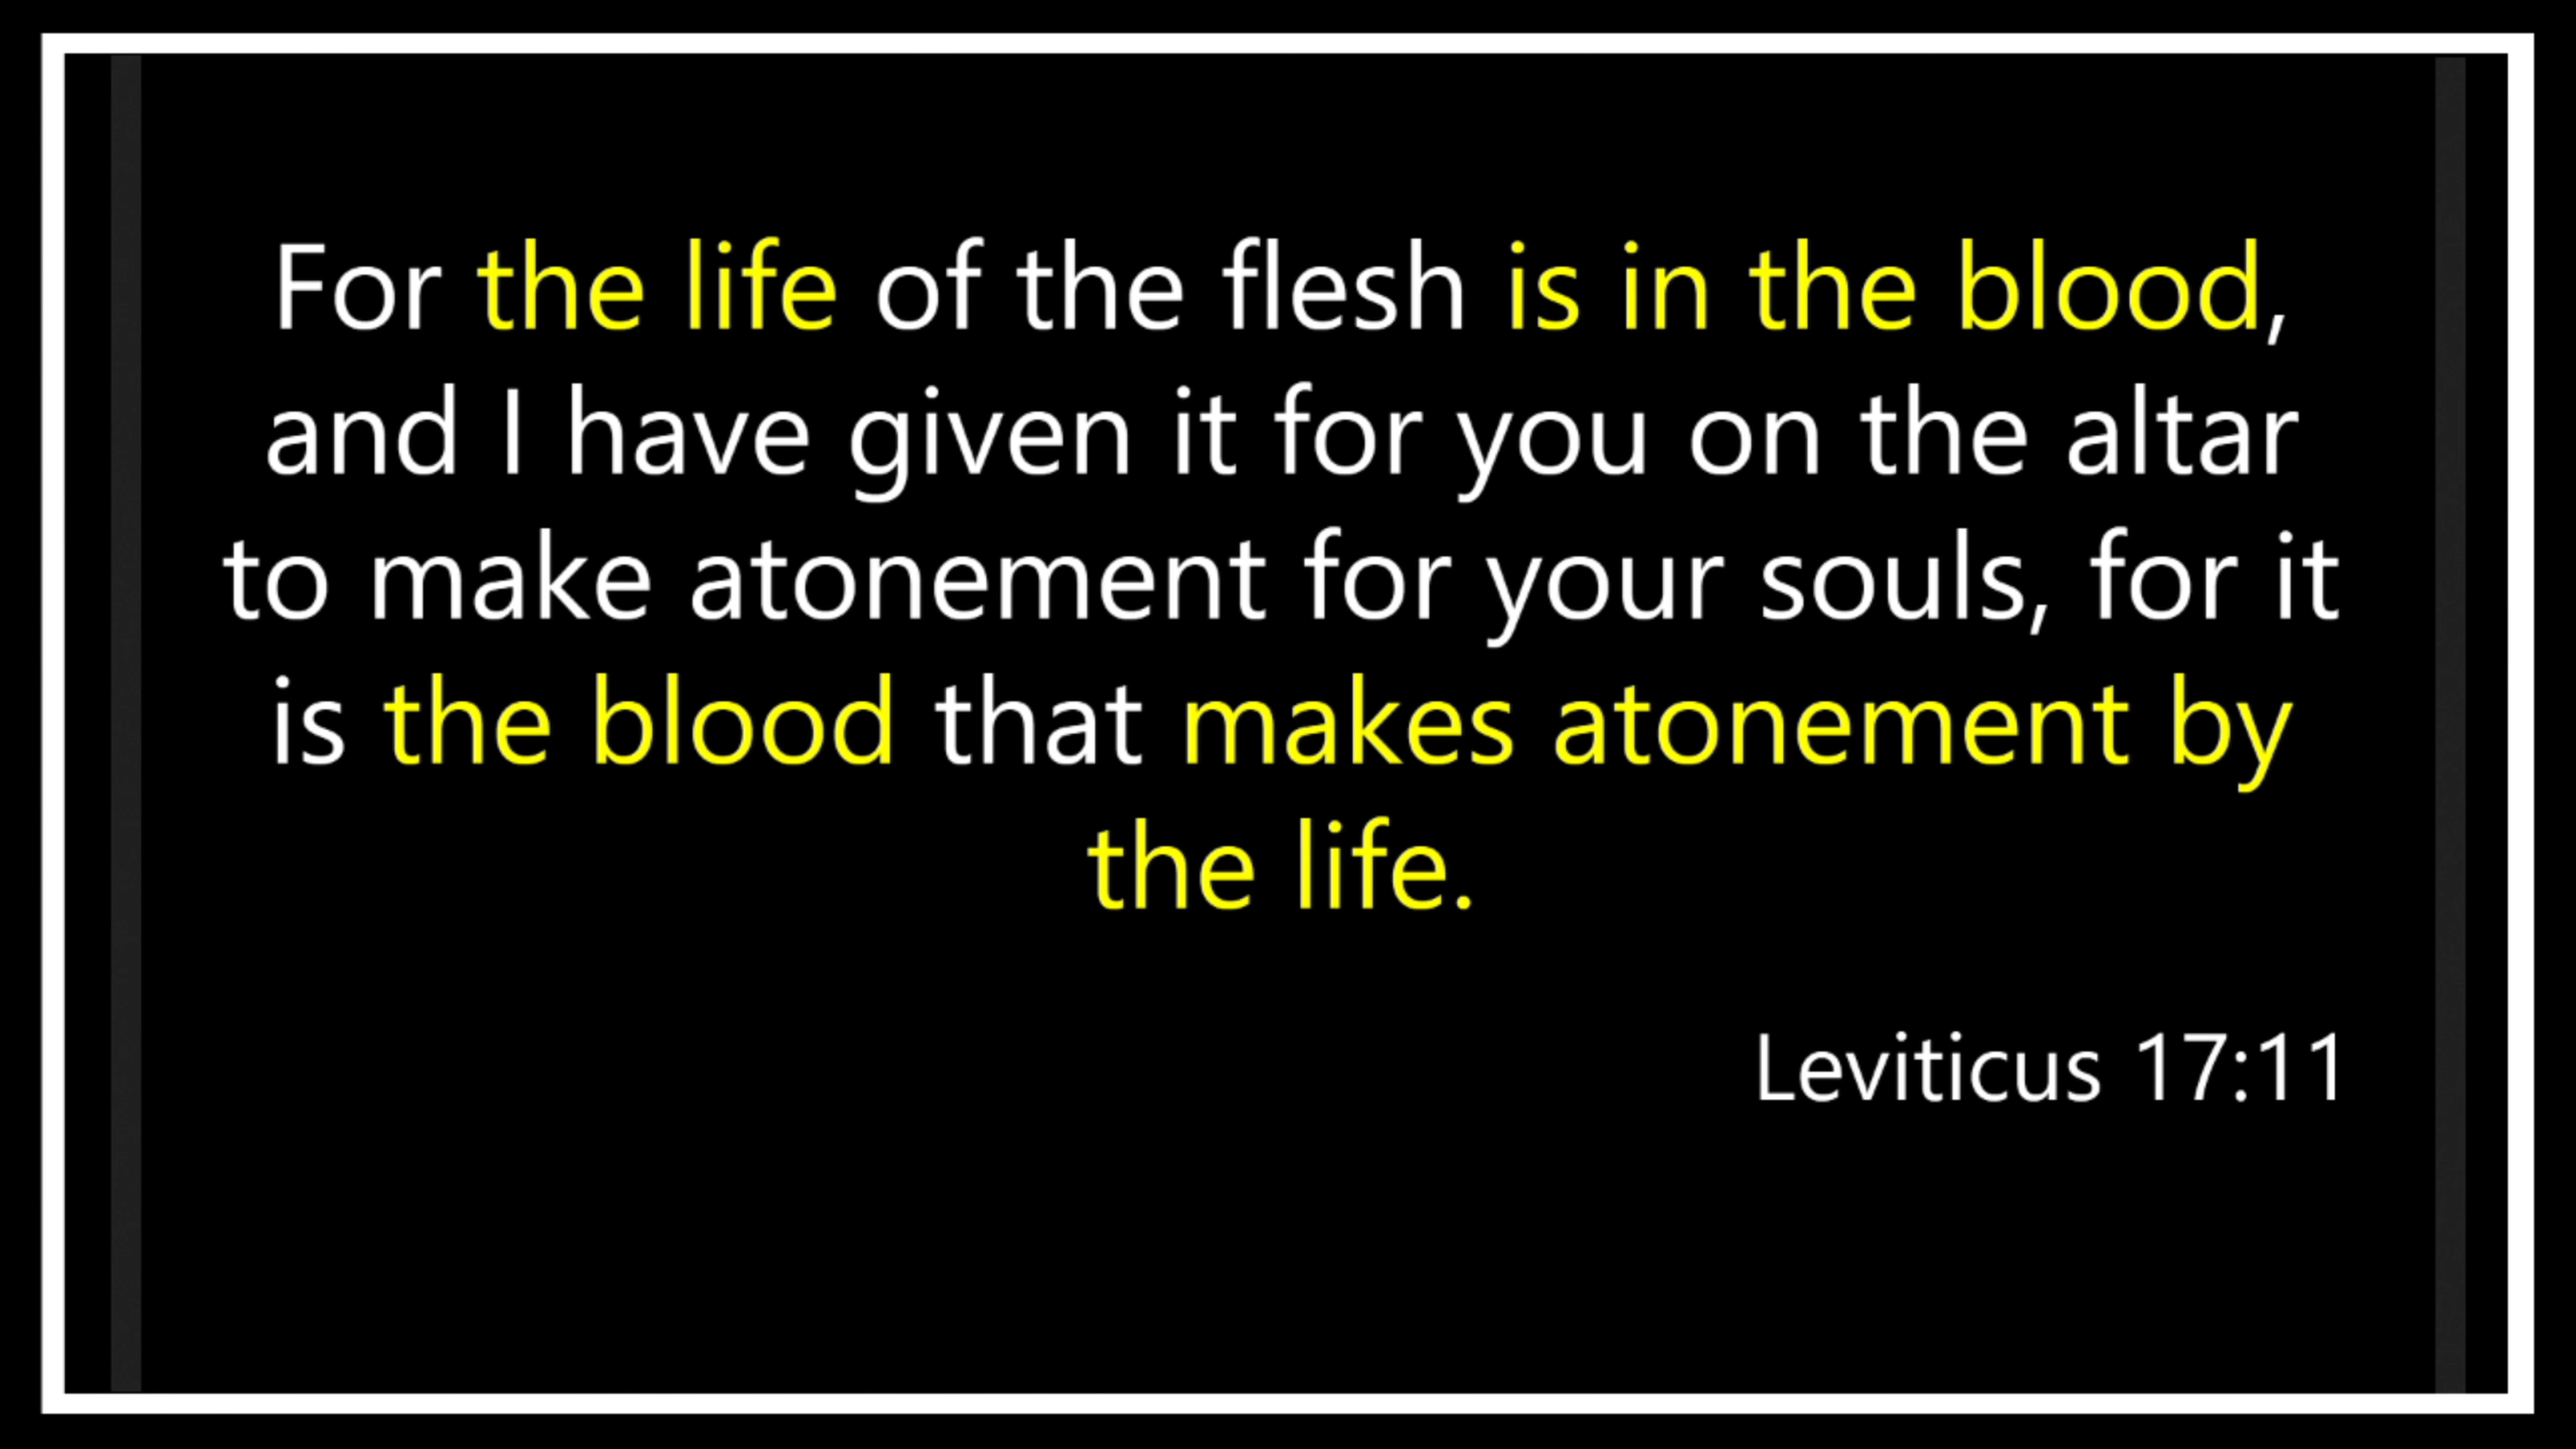 For the life of the flesh is in the blood,
and I have given it for you on the altar
to make atonement for your souls, for it
is the blood that makes atonement by
the life.
Leviticus 17:11